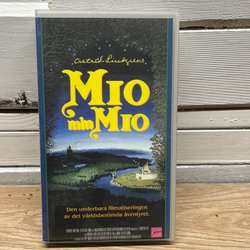 Astrid Lindgrens
MIO
min
MIO
Den underbara filmatiseringen
av det världsberömda äventyret.